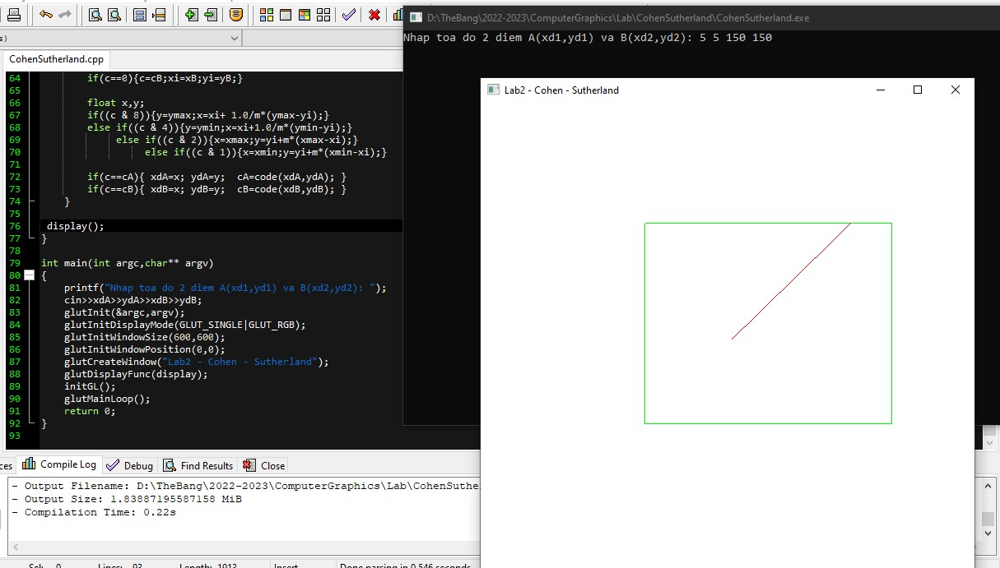 D:\TheBang\2022-2023\ComputerGraphics\Lab\CohenSutherland\CohenSutherland.exe
Nhap toa do 2 diem A(xd1,yd1) va B(xd2,yd2): 5 5 150 150
s)
CohenSutherland.cpp
Lab2 - Cohen - Sutherland
64 if(c==0){c=cB;xi=xB;yi=yB;}
65
66 float x,y;
67 if((c & 8)){y=ymax;x=xi+ 1.0/m*(ymax-yi);}
68 else if((c & 4)){y=ymin;x=xi+1.0/m*(ymin-yi);}
69 else if((c & 2)){x=xmax;y=yi+m*(xmax-xi);}
70 else if((c & 1)){x=xmin;y=yi+m*(xmin-xi);}
71
72 if(c==cA){ xdA=x; ydA=y; cA=code(xdA,ydA); }
73 if(c==cB){ xdB=x; ydB=y; cB=code(xdB,ydB); }
74 }
75
76 display();
77 }
78
79 int main(int argc,char** argv)
80 {
81 printf("Nhap toa do 2 diem A(xd1,yd1) va B(xd2,yd2): ");
82 cin>>xdA>>ydA>>xdB>>ydB;
83 glutInit(&argc,argv);
84 glutInitDisplayMode(GLUT_SINGLE|GLUT_RGB);
85 glutInitWindowSize(600,600);
86 glutInitWindowPosition(0,0);
87 glutCreateWindow("Lab2 - Cohen - Sutherland");
88 glutDisplayFunc(display);
89 initGL();
90 glutMainLoop();
91 return 0;
92 }
93
ces Compile Log Debug Find Results Close
- Output Filename: D:\TheBang\2022-2023\ComputerGraphics\Lab\CohenSuthe
- Output Size: 1.83887195587158 MiB
- Compilation Time: 0.22s
Sel: 0 Lines: 93 Length: 1913 Insert Done parsing in 0.546 seconds